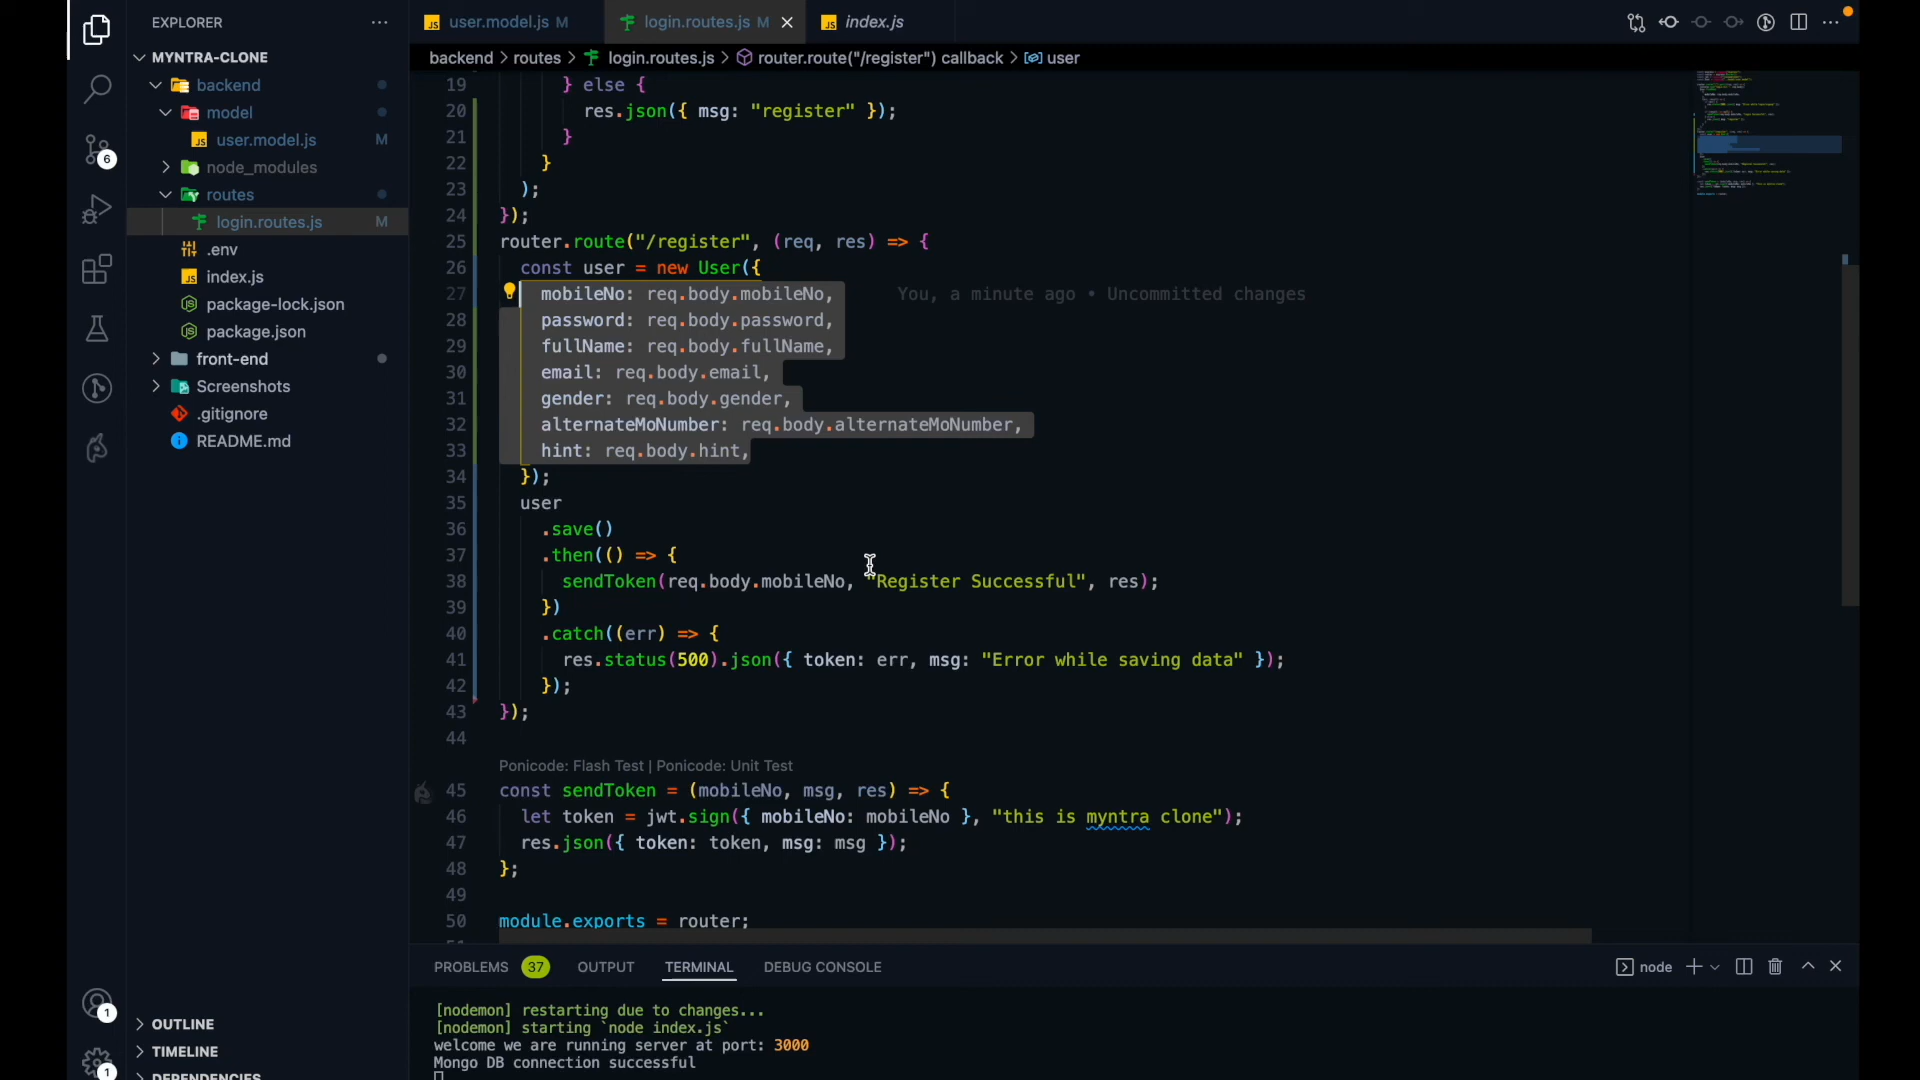 EXPLORER
MYNTRA-CLONE
backend
model
user.model.js M
node_modules
routes
login.routes.js M
.env
index.js
package-lock.json
package.json
front-end
Screenshots
.gitignore
README.md
6
1
1
OUTLINE
TIMELINE
DEPENDENCIES
user.model.js M
login.routes.js M
index.js
backend > routes > login.routes.js > router.route("/register") callback > user
19 } else {
20 res.json({ msg: "register" });
21 }
22 }
23 );
24 });
25 router.route("/register", (req, res) => {
26 const user = new User({
27 mobileNo: req.body.mobileNo, You, a minute ago • Uncommitted changes
28 password: req.body.password,
29 fullName: req.body.fullName,
30 email: req.body.email,
31 gender: req.body.gender,
32 alternateMoNumber: req.body.alternateMoNumber,
33 hint: req.body.hint,
34 });
35 user
36 .save()
37 .then(() => {
38 sendToken(req.body.mobileNo, "Register Successful", res);
39 })
40 .catch((err) => {
41 res.status(500).json({ token: err, msg: "Error while saving data" });
42 });
43 });
44
Ponicode: Flash Test | Ponicode: Unit Test
45 const sendToken = (mobileNo, msg, res) => {
46 let token = jwt.sign({ mobileNo: mobileNo }, "this is myntra clone");
47 res.json({ token: token, msg: msg });
48 };
49
50 module.exports = router;
PROBLEMS 37 OUTPUT TERMINAL DEBUG CONSOLE
node
[nodemon] restarting due to changes...
[nodemon] starting `node index.js`
welcome we are running server at port: 3000
Mongo DB connection successful